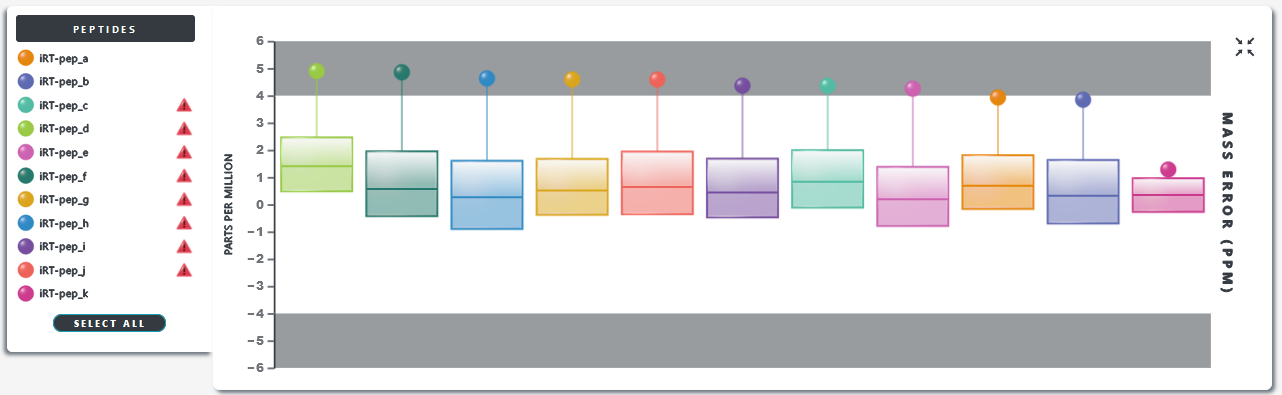 PEPTIDES
iRT-pep_a
iRT-pep_b
iRT-pep_c
iRT-pep_d
iRT-pep_e
iRT-pep_f
iRT-pep_g
iRT-pep_h
iRT-pep_i
iRT-pep_j
iRT-pep_k
SELECT ALL
PARTS PER MILLION
6
5
4
3
2
1
0
-1
-2
-3
-4
-5
-6
MASS ERROR (PPM)